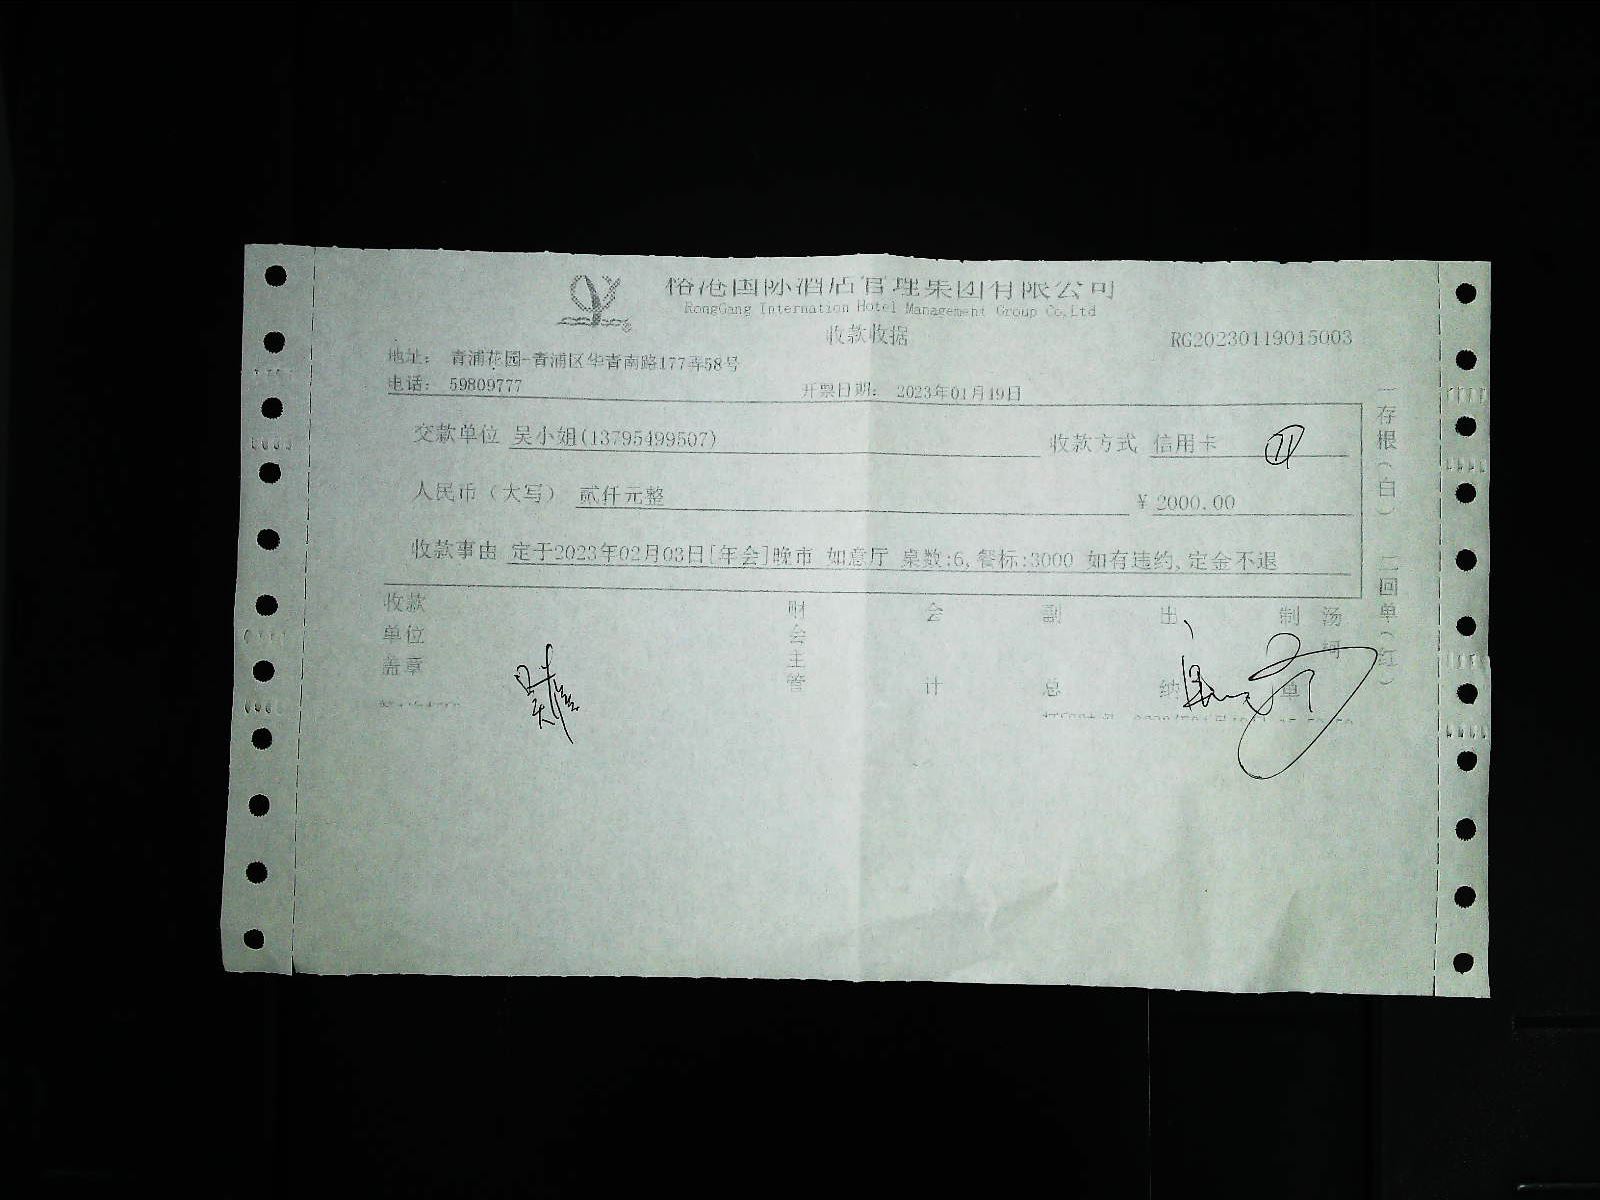 榕港国际酒店管理集团有限公司
RongGang Internation Hotel Management Group Co.Ltd
收款收据
RG20230119015003
地址： 青浦花园-青浦区华青南路177弄58号
电话： 59809777
开票日期： 2023年01月19日
交款单位 吴小姐(13795499507)
收款方式 信用卡
人民币（大写） 贰仟元整
¥ 2000.00
收款事由 定于2023年02月03日[年会]晚市 如意厅 桌数:6,餐标:3000 如有违约,定金不退
收款单位盖章
财会主管
会计
副总
出纳
制单
汤
一存根（白） 二回单（红）